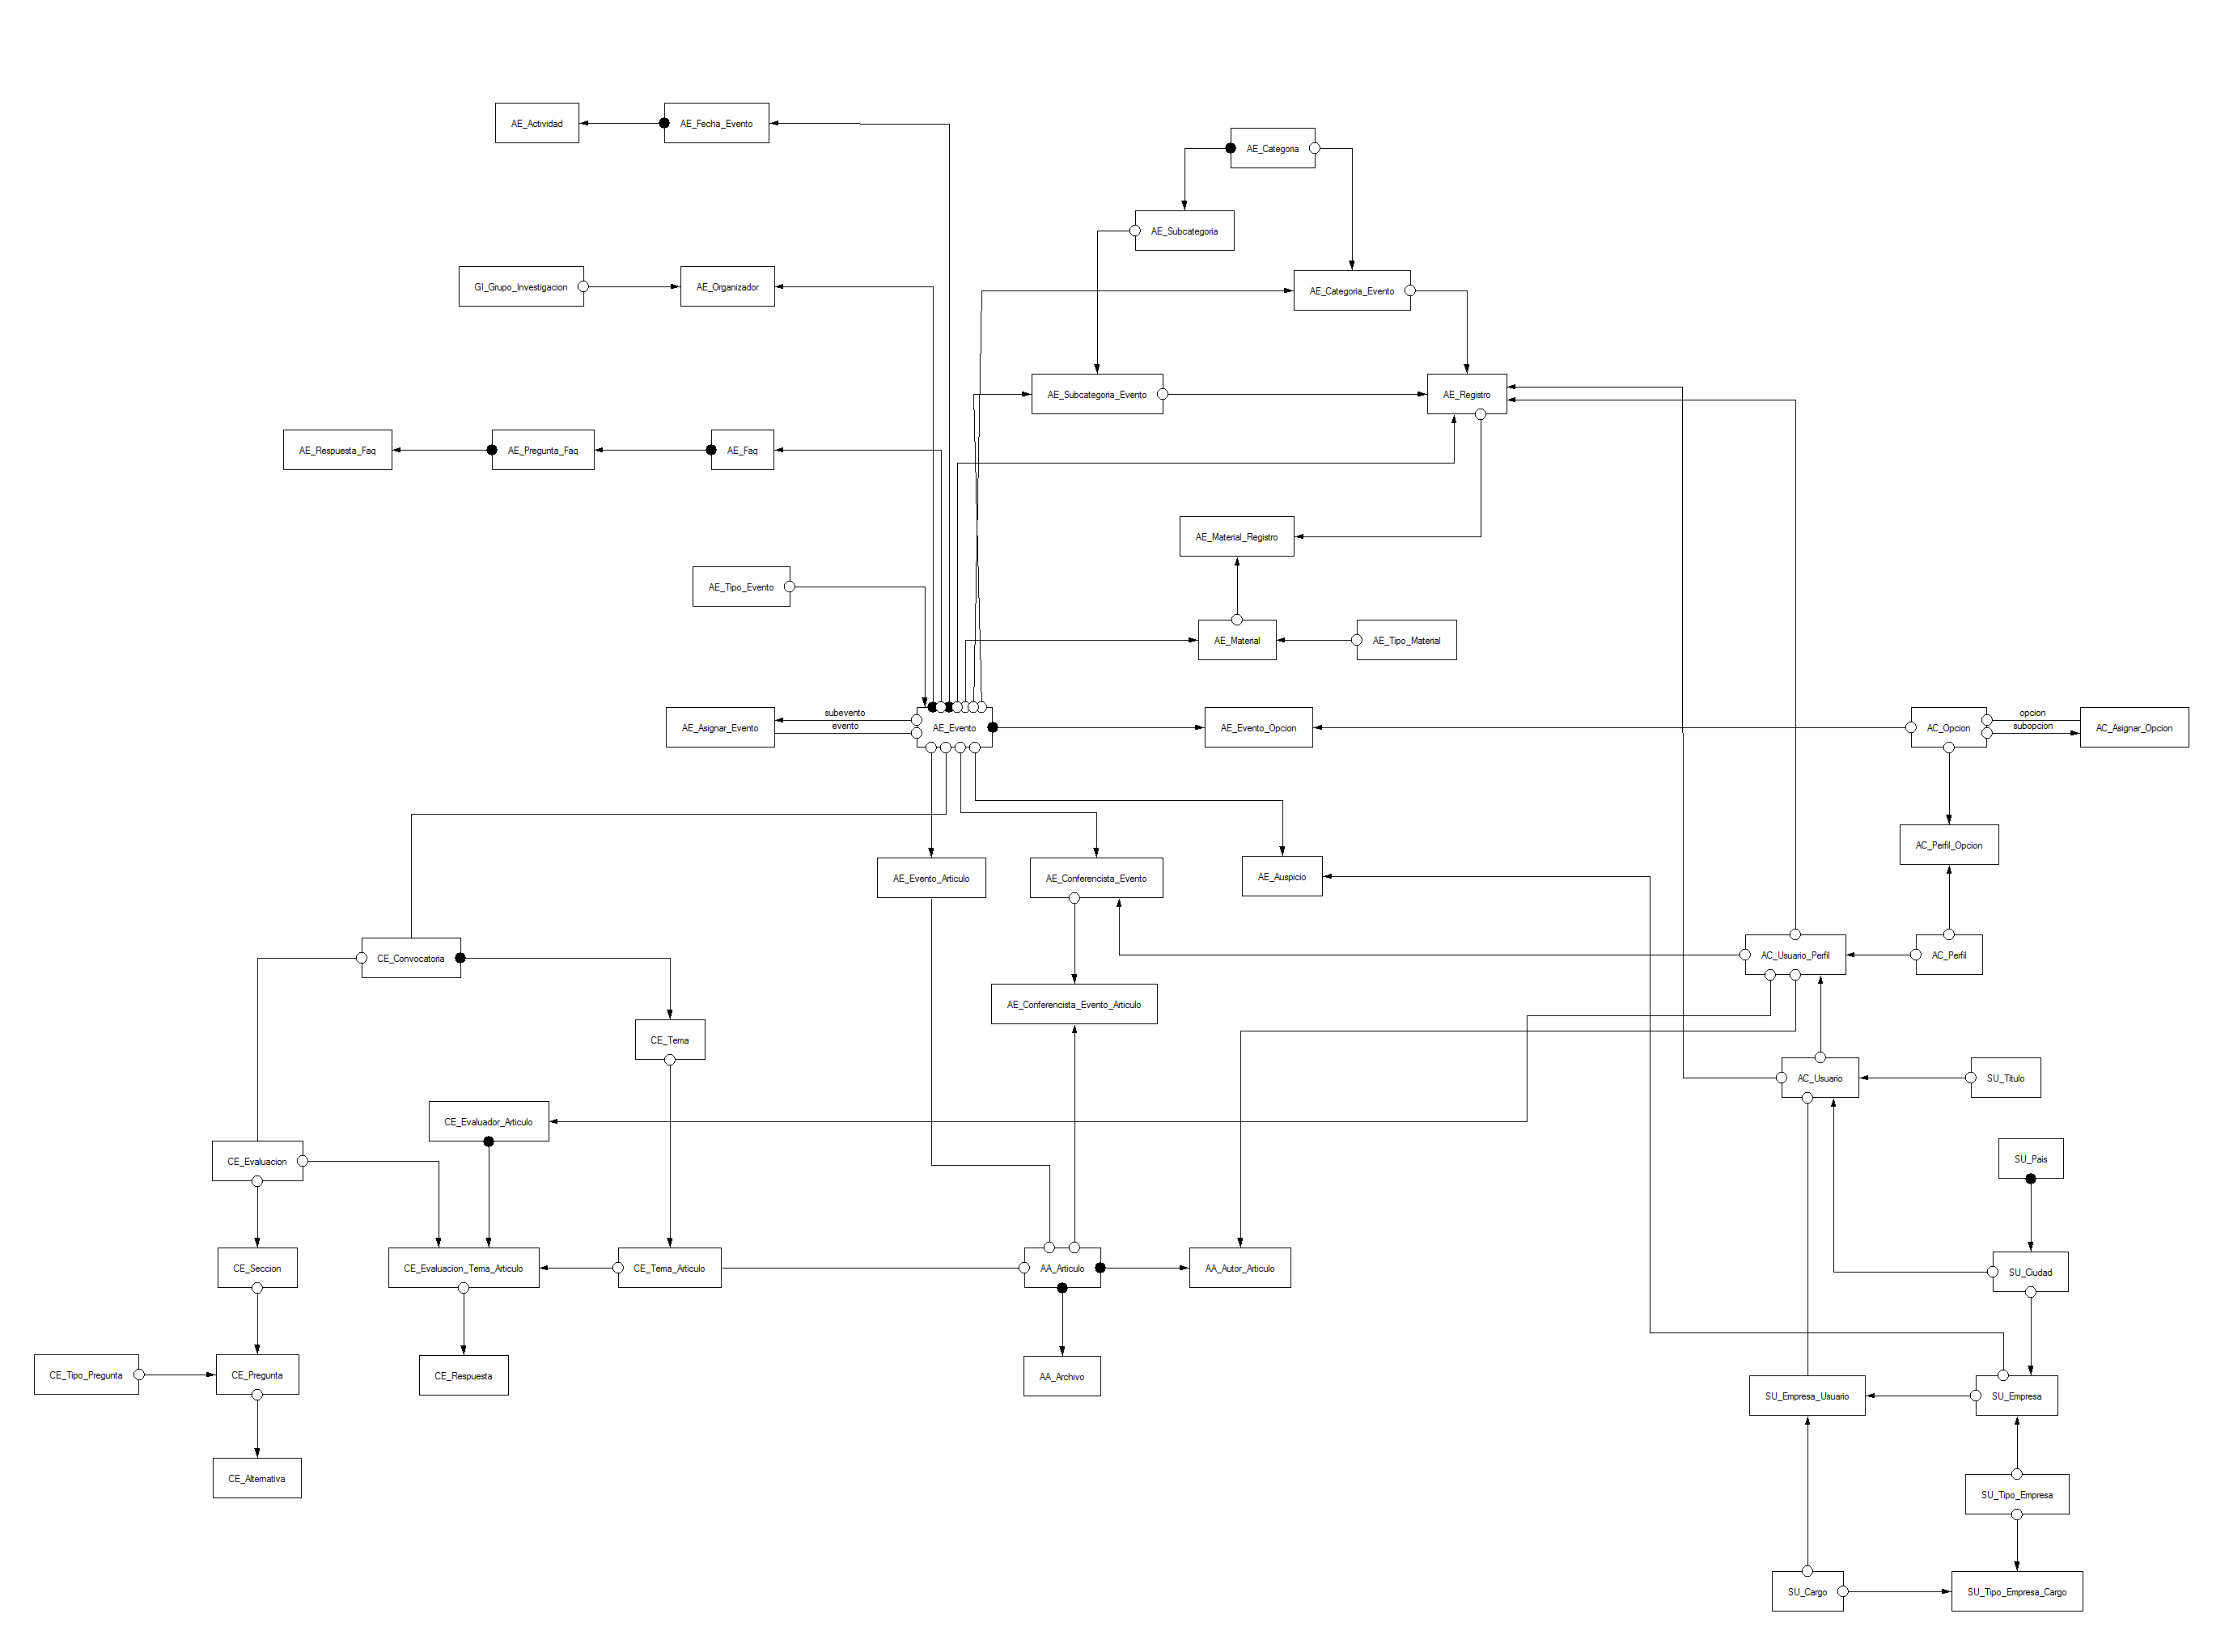 AE_Actividad
AE_Fecha_Evento
AE_Categoria
AE_Subcategoria
GI_Grupo_Investigacion
AE_Organizador
AE_Categoria_Evento
AE_Subcategoria_Evento
AE_Registro
AE_Respuesta_Faq
AE_Pregunta_Faq
AE_Faq
AE_Material_Registro
AE_Tipo_Evento
AE_Material
AE_Tipo_Material
subevento
evento
AE_Asignar_Evento
AE_Evento
AE_Evento_Opcion
AC_Opcion
opcion
subopcion
AC_Asignar_Opcion
AC_Perfil_Opcion
AE_Evento_Articulo
AE_Conferencista_Evento
AE_Auspicio
CE_Convocatoria
AC_Usuario_Perfil
AC_Perfil
AE_Conferencista_Evento_Articulo
CE_Tema
AC_Usuario
SU_Titulo
CE_Evaluador_Articulo
CE_Evaluacion
SU_Pais
CE_Seccion
CE_Evaluacion_Tema_Articulo
CE_Tema_Articulo
AA_Articulo
AA_Autor_Articulo
SU_Ciudad
CE_Tipo_Pregunta
CE_Pregunta
CE_Respuesta
AA_Archivo
SU_Empresa_Usuario
SU_Empresa
CE_Alternativa
SU_Tipo_Empresa
SU_Cargo
SU_Tipo_Empresa_Cargo